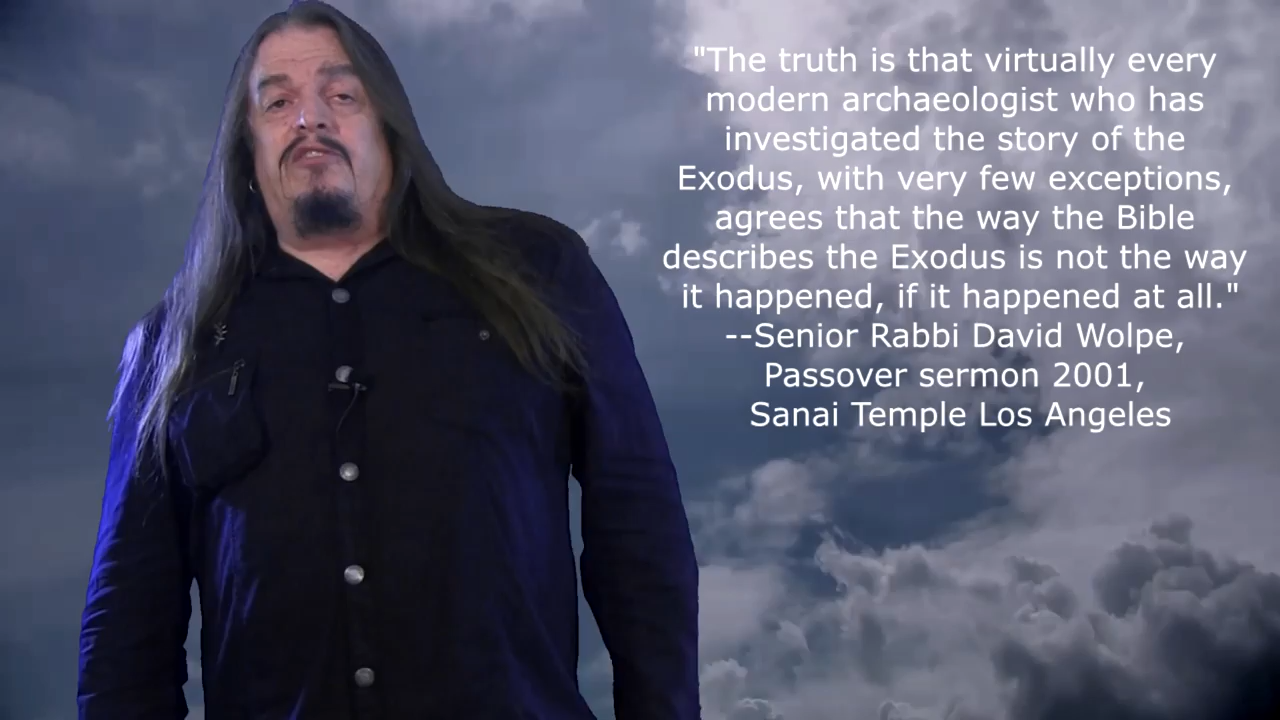 "The truth is that virtually every
modern archaeologist who has
investigated the story of the
Exodus, with very few exceptions,
agrees that the way the Bible
describes the Exodus is not the way
it happened, if it happened at all."
--Senior Rabbi David Wolpe,
Passover sermon 2001,
Sanai Temple Los Angeles